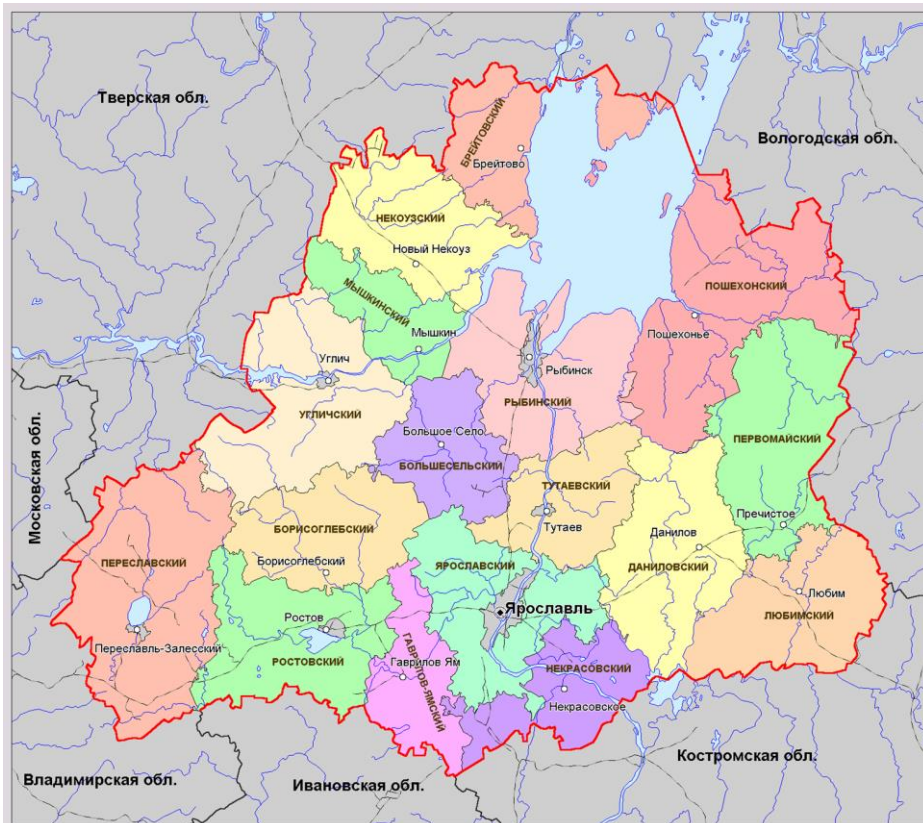 Тверская обл.
Вологодская обл.
БРЕЙТОВСКИЙ
Брейтово
НЕКОУЗСКИЙ
Новый Некоуз
МЫШКИНСКИЙ
Мышкин
ПОШЕХОНСКИЙ
Пошехонье
Углич
Рыбинск
РЫБИНСКИЙ
УГЛИЧСКИЙ
Большое Село
БОЛЬШЕСЕЛЬСКИЙ
ПЕРВОМАЙСКИЙ
Московская обл.
ТУТАЕВСКИЙ
Тутаев
Пречистое
БОРИСОГЛЕБСКИЙ
Данилов
ПЕРЕСЛАВСКИЙ
Борисоглебский
ЯРОСЛАВСКИЙ
ДАНИЛОВСКИЙ
Любим
Ярославль
ЛЮБИМСКИЙ
Ростов
Переславль-Залесский
РОСТОВСКИЙ
ГАВРИЛОВ-ЯМСКИЙ
Гаврилов Ям
НЕКРАСОВСКИЙ
Некрасовское
Костромская обл.
Владимирская обл.
Ивановская обл.